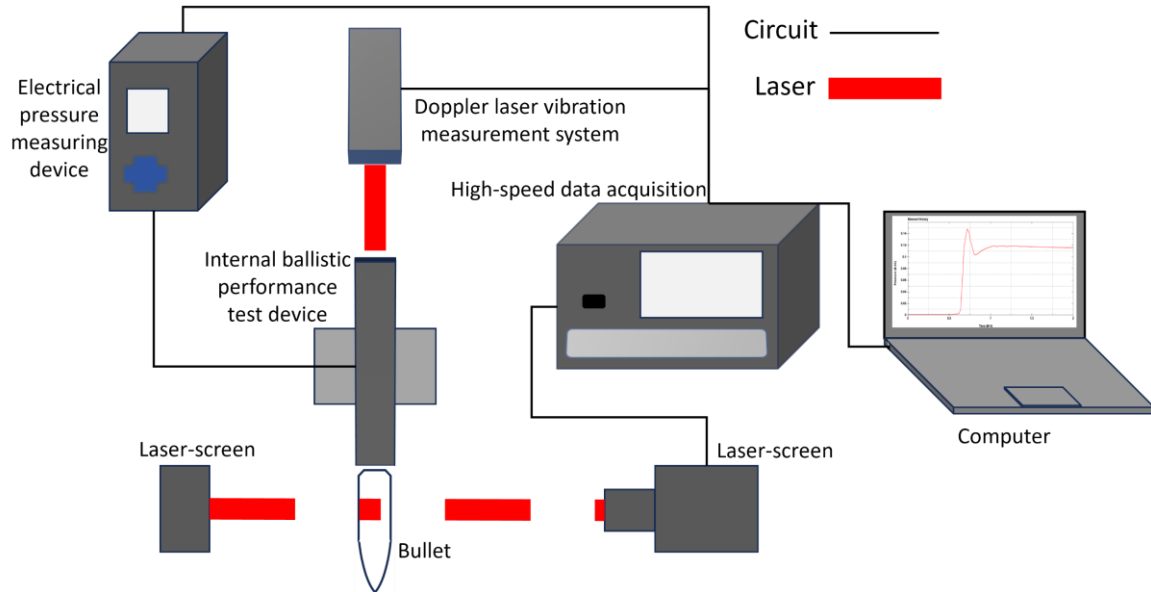 Circuit
Laser
Electrical
pressure
measuring
device
Doppler laser vibration
measurement system
High-speed data acquisition
Internal ballistic
performance
test device
Laser-screen
Laser-screen
Computer
Bullet